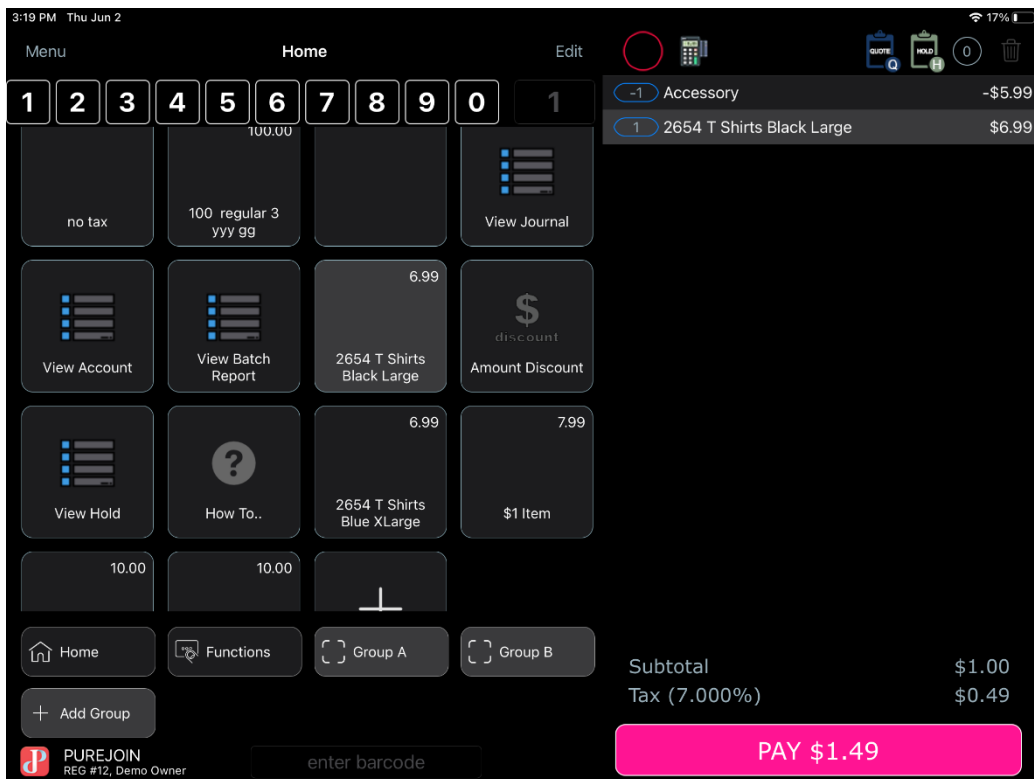 3:19 PM Thu Jun 2
17%
Menu
Home
Edit
QUOTE
Q
HOLD
H
0
1 2 3 4 5 6 7 8 9 0 1
-1 Accessory -$5.99
1 2654 T Shirts Black Large $6.99
100.00
no tax
100 regular 3
yyy gg
View Journal
View Account
View Batch
Report
6.99
2654 T Shirts
Black Large
$
discount
Amount Discount
View Hold
?
How To..
6.99
2654 T Shirts
Blue XLarge
7.99
$1 Item
10.00
10.00
Home
Functions
Group A
Group B
+ Add Group
Subtotal $1.00
Tax (7.000%) $0.49
PAY $1.49
PUREJOIN
REG #12, Demo Owner
enter barcode